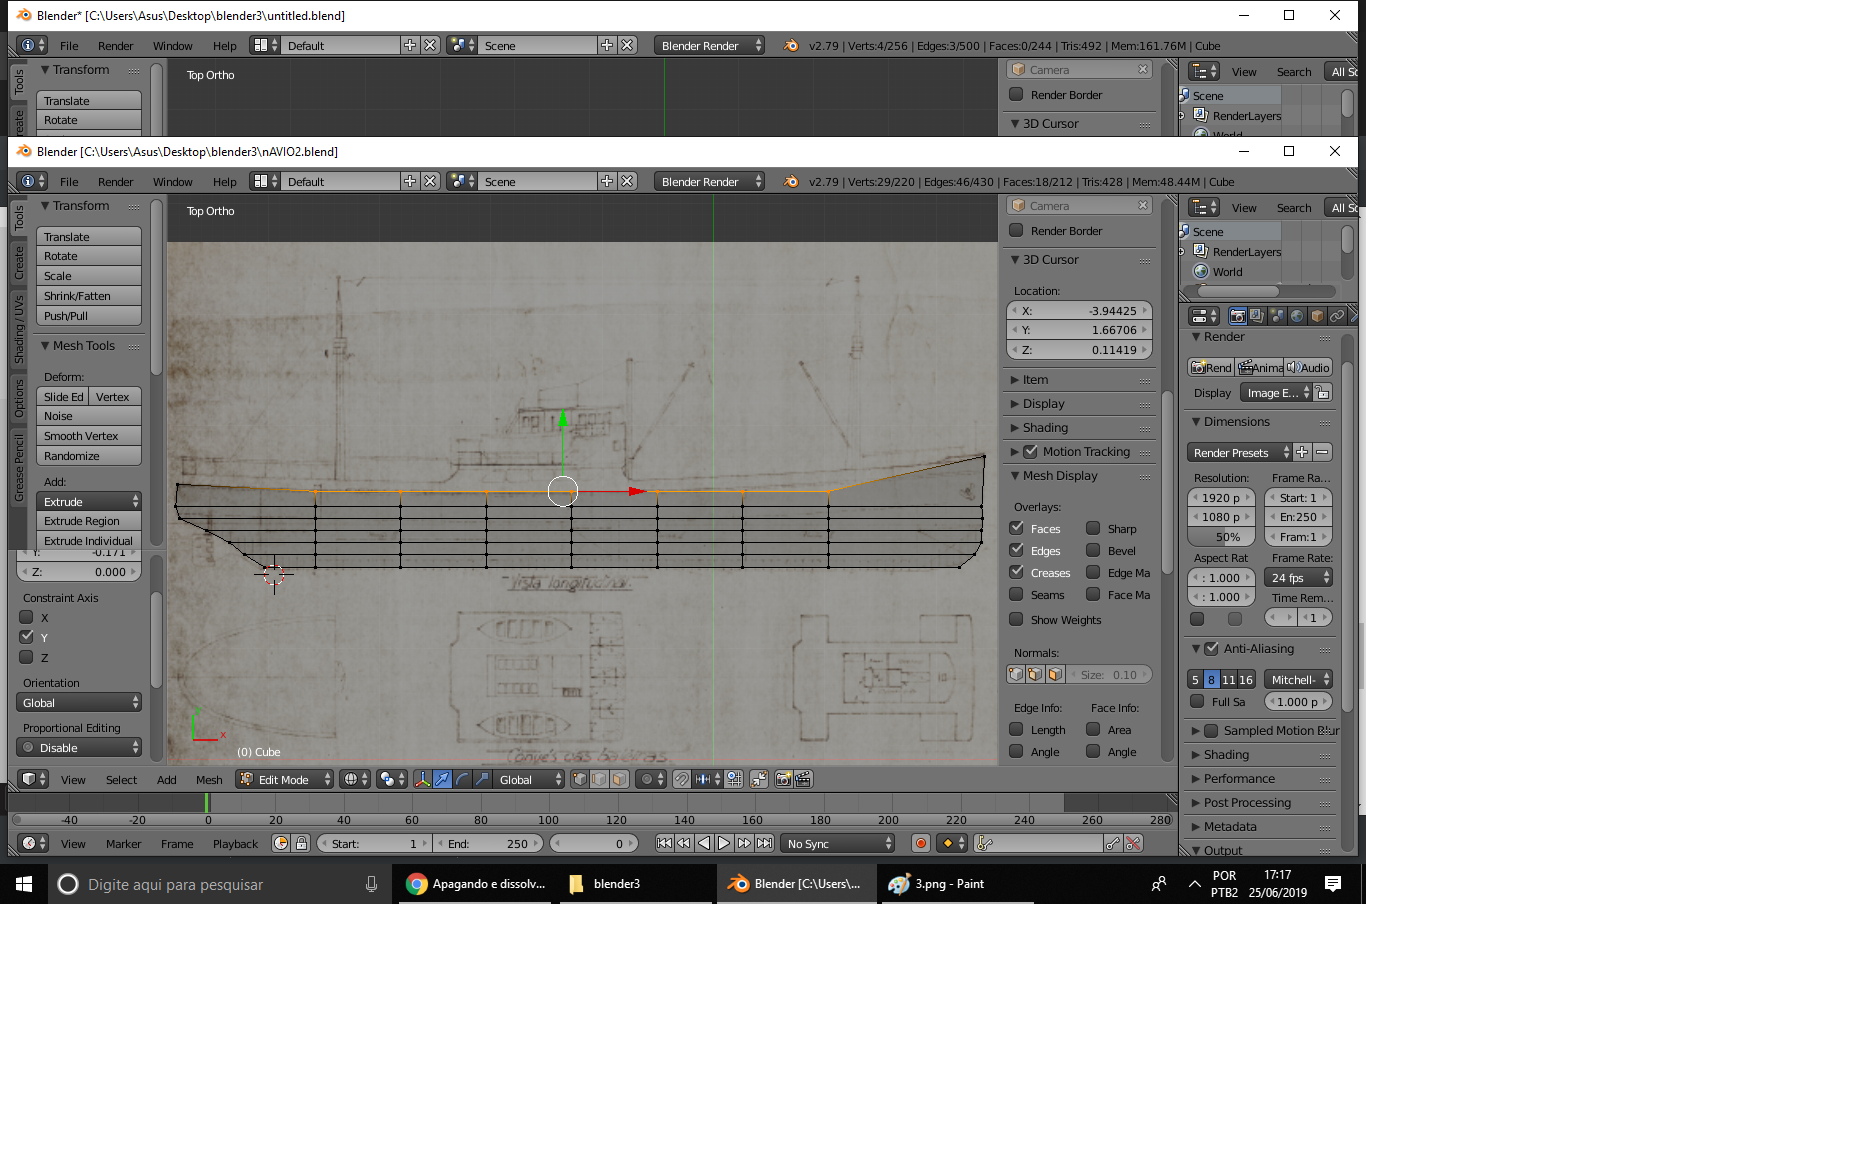 Blender* [C:\Users\Asus\Desktop\blender3\untitled.blend]
File Render Window Help Default Scene Blender Render v2.79 | Verts:4/256 | Edges:3/500 | Faces:0/244 | Tris:492 | Mem:161.76M | Cube
Tools
Transform
Translate
Rotate
Top Ortho
Camera
Render Border
3D Cursor
View Search All Sc
Scene
RenderLayers
World
Blender [C:\Users\Asus\Desktop\blender3\nAVIO2.blend]
File Render Window Help Default Scene Blender Render v2.79 | Verts:29/220 | Edges:46/430 | Faces:18/212 | Tris:428 | Mem:48.44M | Cube
Tools
Create
Shading / UVs
Options
Grease Pencil
Transform
Translate
Rotate
Scale
Shrink/Fatten
Push/Pull
Mesh Tools
Deform:
Slide Ed Vertex
Noise
Smooth Vertex
Randomize
Add:
Extrude
Extrude Region
Extrude Individual
Y: -0.171
Z: 0.000
Constraint Axis
X
Y
Z
Orientation
Global
Proportional Editing
Disable
Top Ortho
Vista longitudinal.
(0) Cube
Camera
Render Border
3D Cursor
Location:
X: -3.94425
Y: 1.66706
Z: 0.11419
Item
Display
Shading
Motion Tracking
Mesh Display
Overlays:
Faces Sharp
Edges Bevel
Creases Edge Ma
Seams Face Ma
Show Weights
Normals:
Size: 0.10
Edge Info: Face Info:
Length Area
Angle Angle
View Search All Sc
Scene
RenderLayers
World
Render
Rend Anima Audio
Display Image E...
Dimensions
Render Presets
Resolution: Frame Ra...
1920 p Start: 1
1080 p En:250
50% Fram:1
Aspect Rat Frame Rate:
: 1.000 24 fps
: 1.000 Time Rem...
1
Anti-Aliasing
5 8 11 16 Mitchell-
Full Sa 1.000 p
Sampled Motion Blur
Shading
Performance
Post Processing
Metadata
Output
View Select Add Mesh Edit Mode Global
-40 -20 0 20 40 60 80 100 120 140 160 180 200 220 240 260 280
View Marker Frame Playback Start: 1 End: 250 0 No Sync
Digite aqui para pesquisar
Apagando e dissolv...
blender3
Blender [C:\Users\...
3.png - Paint
POR
PTB2
17:17
25/06/2019